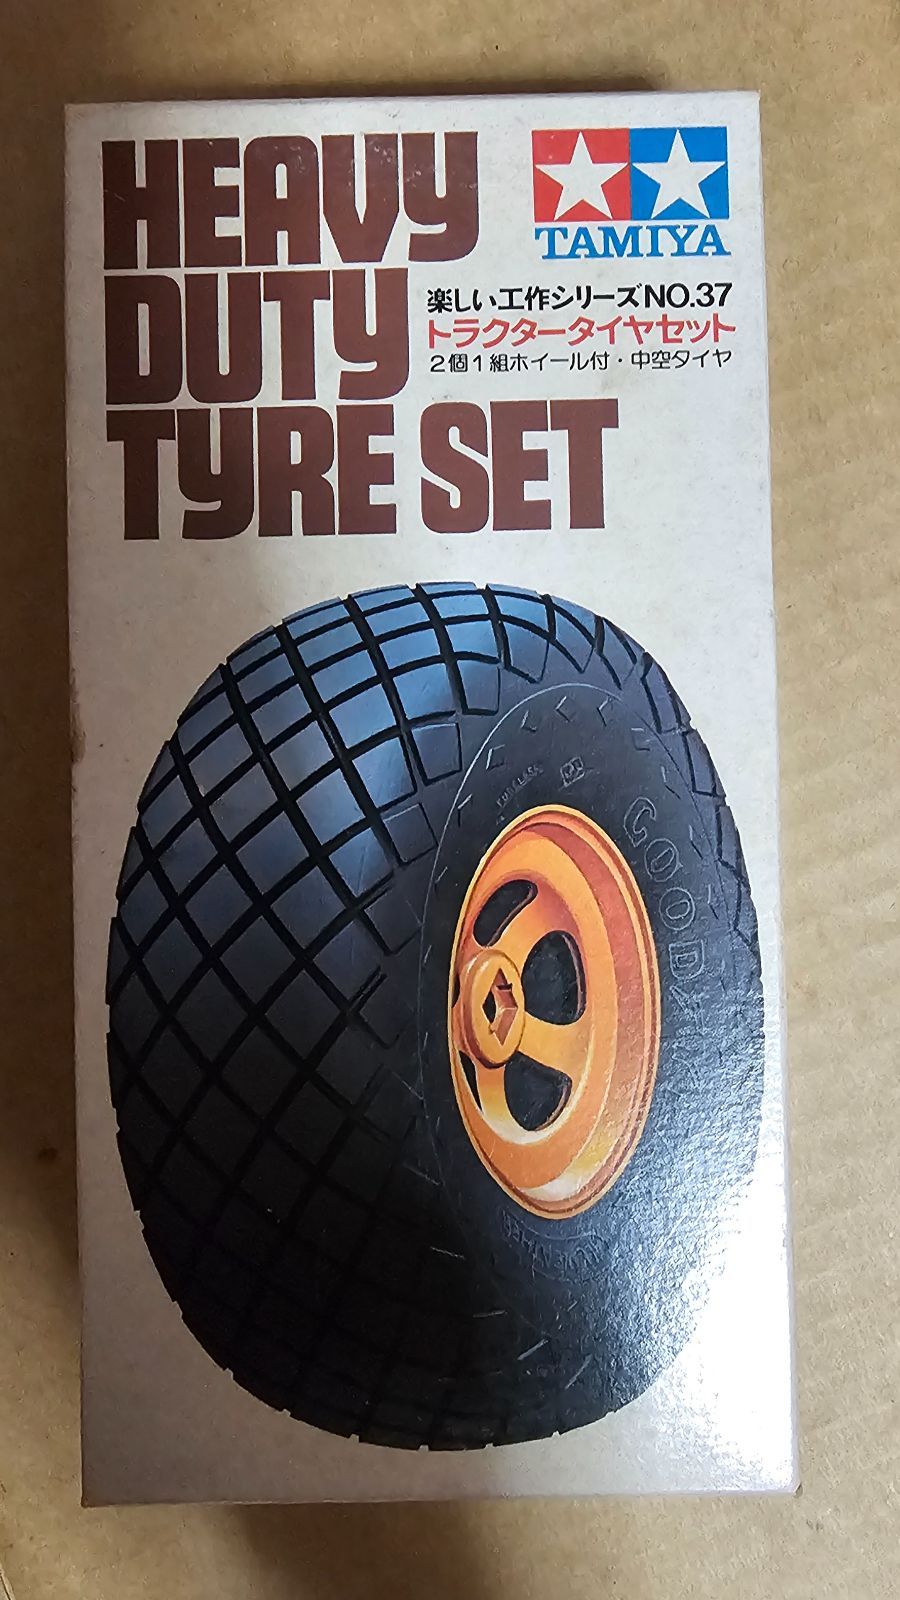 HEAVY
DUTY
TYRE SET
TAMIYA
楽しい工作シリーズNO.37
トラクタータイヤセット
2個1組ホイール付・中空タイヤ